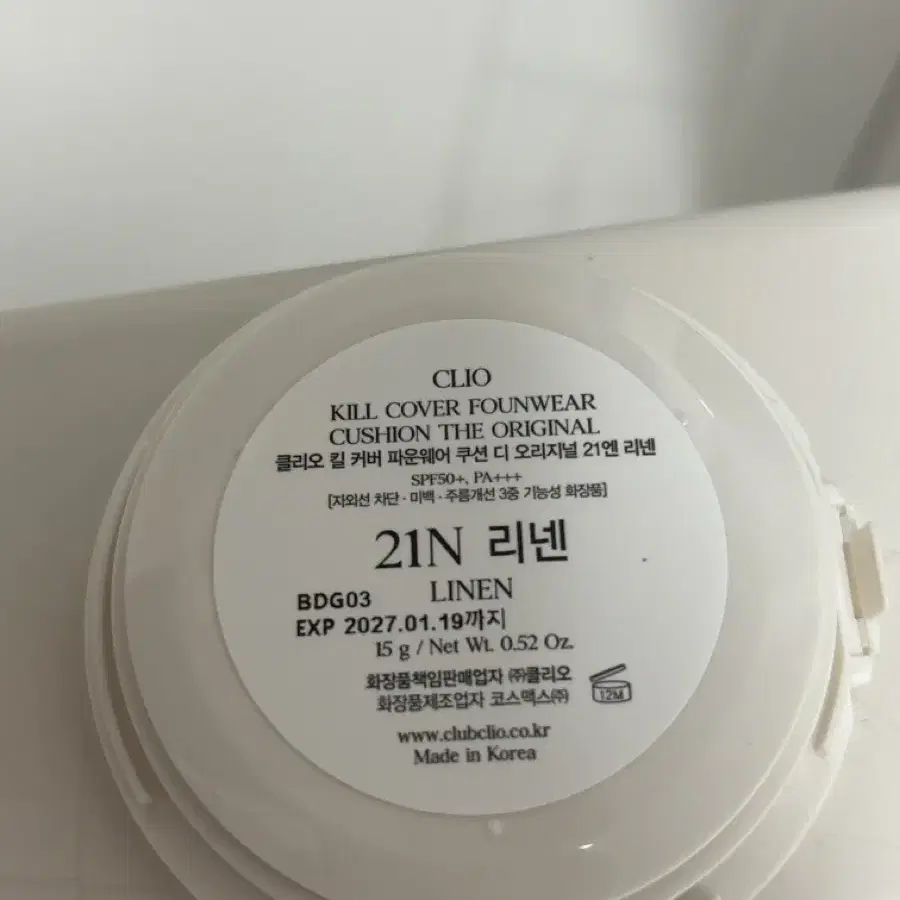 CLIO
KILL COVER FOUNWEAR
CUSHION THE ORIGINAL
클리오 킬 커버 파운웨어 쿠션 디 오리지널 21엔 리넨
SPF50+, PA+++
[자외선 차단 · 미백 · 주름개선 3중 기능성 화장품]
21N 리넨
LINEN
BDG03
EXP 2027.01.19까지
15 g / Net Wt. 0.52 Oz.
화장품책임판매업자 ㈜클리오
화장품제조업자 코스맥스㈜
12M
www.clubclio.co.kr
Made in Korea